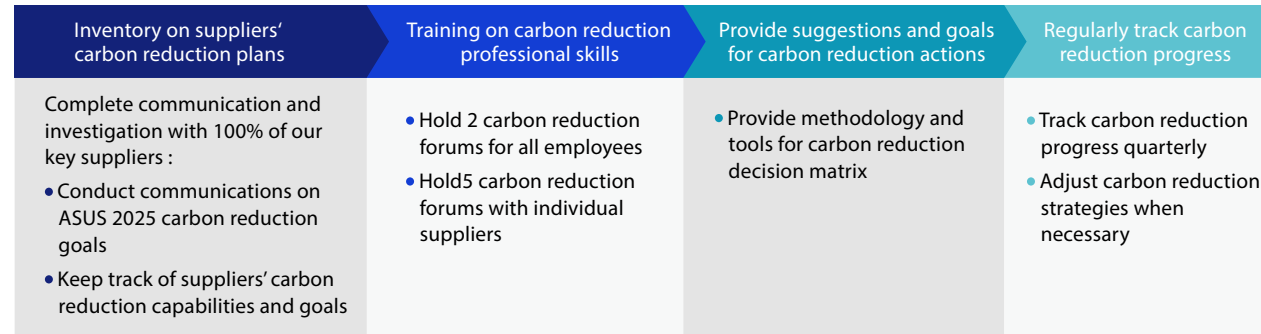 Inventory on suppliers‘
carbon reduction plans
Training on carbon reduction
professional skills
Provide suggestions and goals
for carbon reduction actions
Regularly track carbon
reduction progress
Complete communication and
investigation with 100% of our
key suppliers :
• Conduct communications on
ASUS 2025 carbon reduction
goals
• Keep track of suppliers’ carbon
reduction capabilities and goals
• Hold 2 carbon reduction
forums for all employees
• Hold5 carbon reduction
forums with individual
suppliers
• Provide methodology and
tools for carbon reduction
decision matrix
• Track carbon reduction
progress quarterly
• Adjust carbon reduction
strategies when
necessary